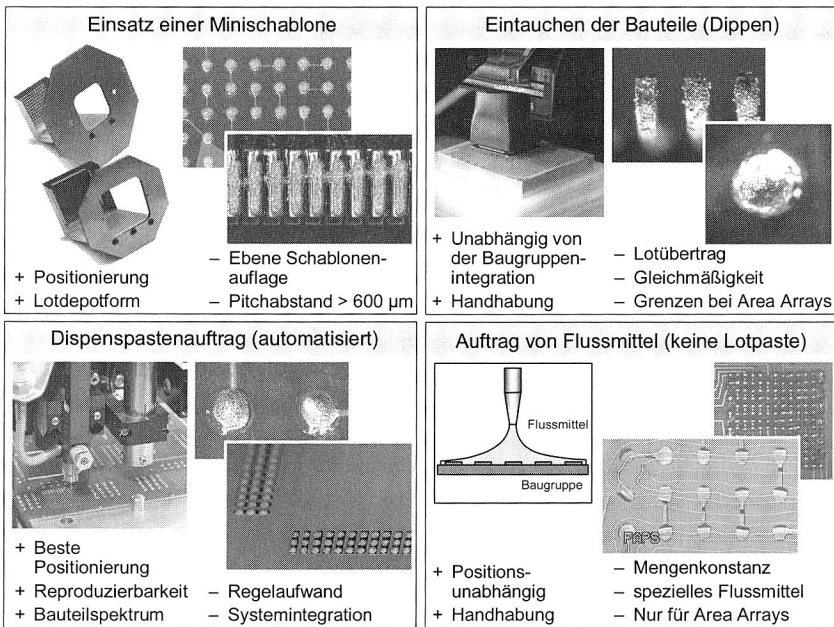 Einsatz einer Minischablone
+ Positionierung
+ Lotdepotform
– Ebene Schablonen-
auflage
– Pitchabstand > 600 µm
Eintauchen der Bauteile (Dippen)
+ Unabhängig von
der Baugruppen-
integration
+ Handhabung
– Lotübertrag
– Gleichmäßigkeit
– Grenzen bei Area Arrays
Dispenspastenauftrag (automatisiert)
+ Beste
Positionierung
+ Reproduzierbarkeit
+ Bauteilspektrum
– Regelaufwand
– Systemintegration
Auftrag von Flussmittel (keine Lotpaste)
Flussmittel
Baugruppe
FAPS
+ Positions-
unabhängig
+ Handhabung
– Mengenkonstanz
– spezielles Flussmittel
– Nur für Area Arrays